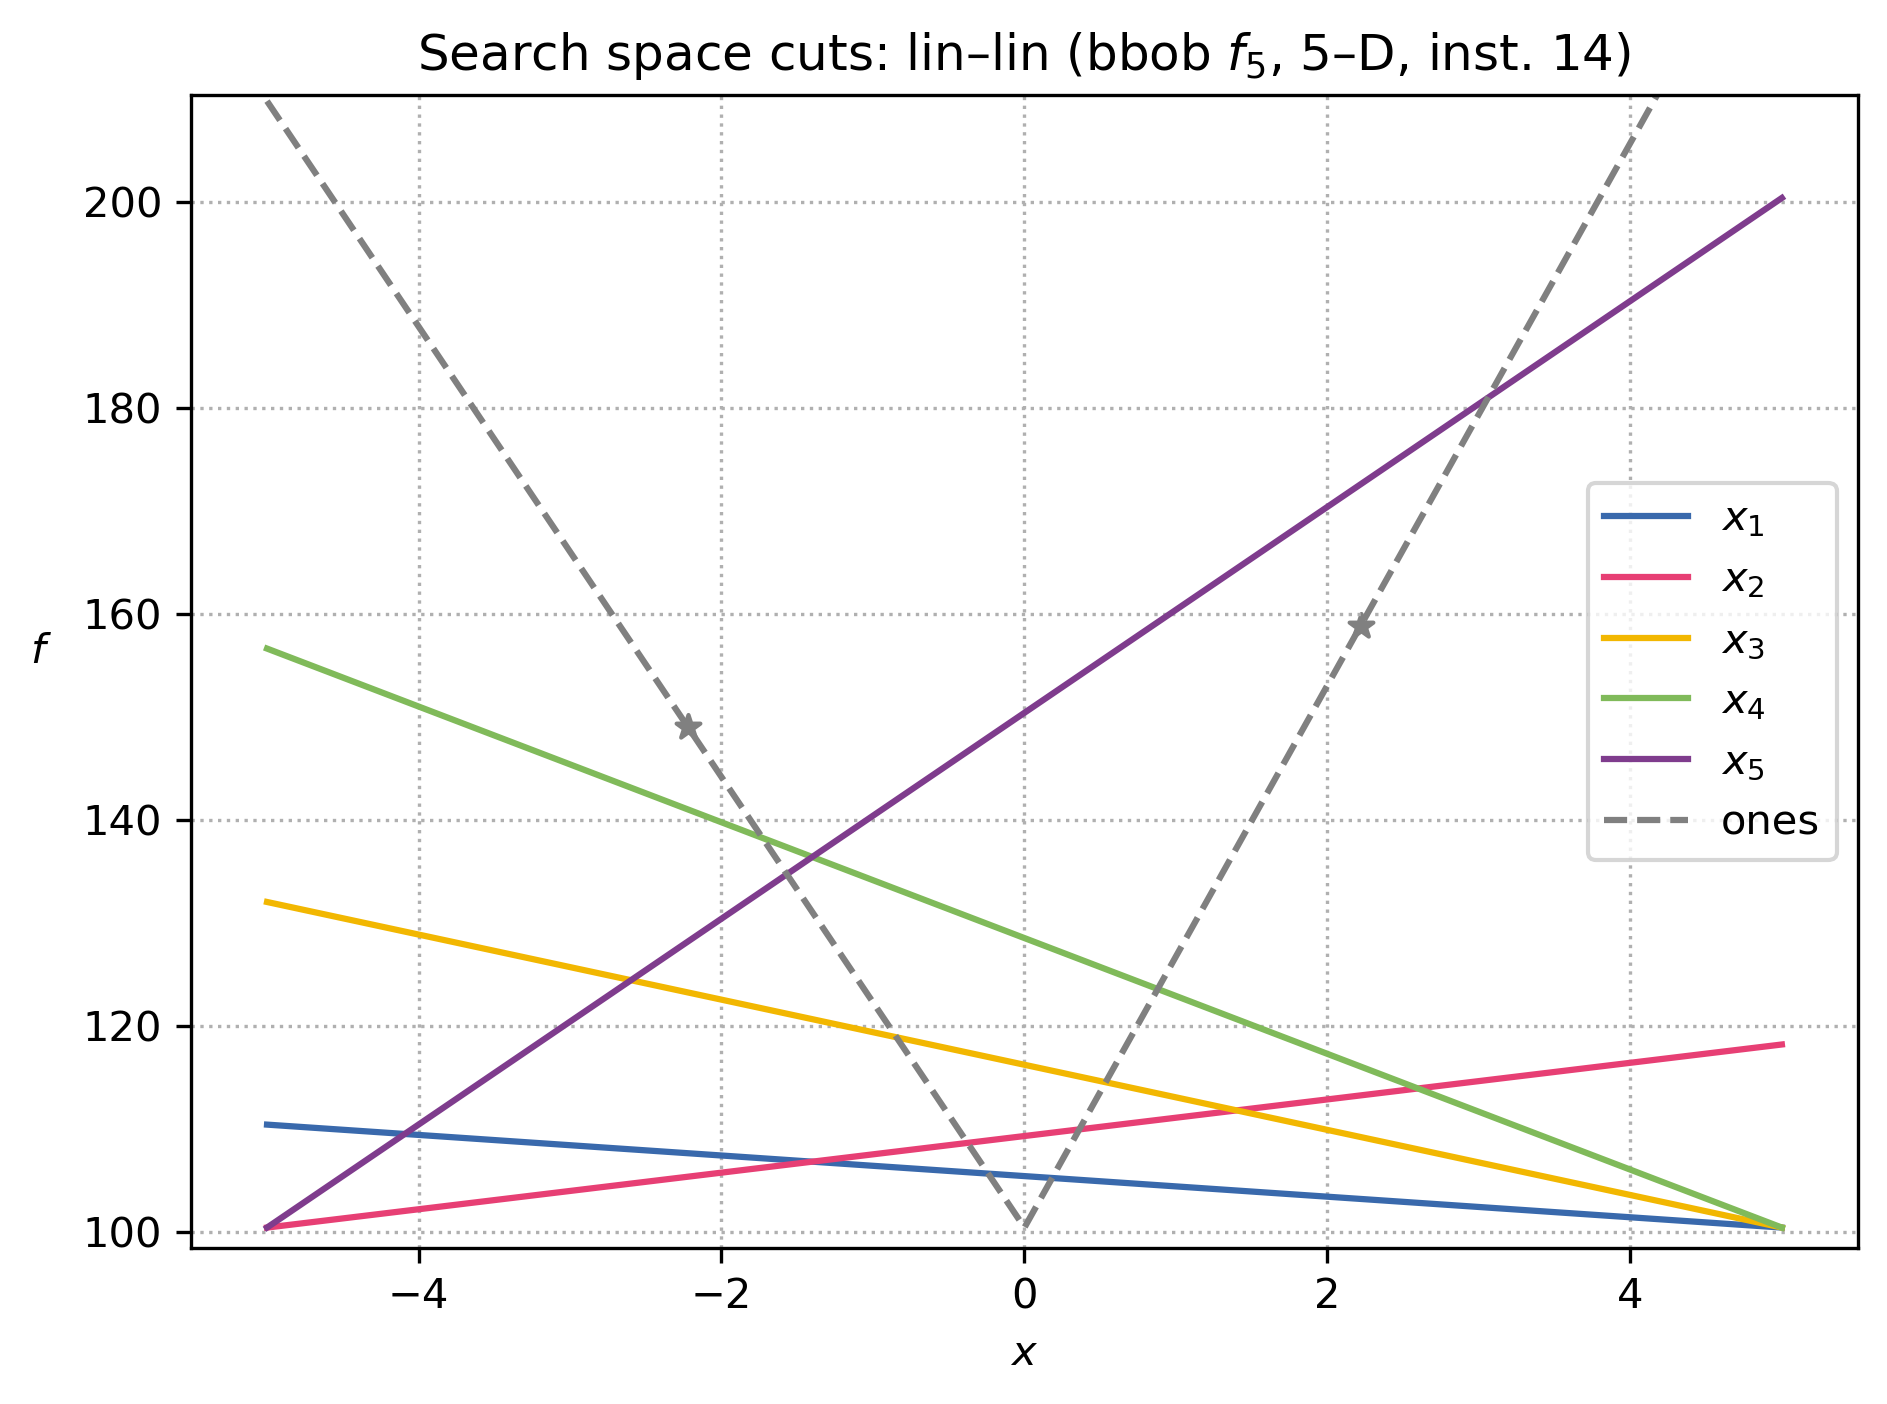 Search space cuts: lin–lin (bbob f₅, 5–D, inst. 14)
200
180
160
140
120
100
f
−4
−2
0
2
4
x
x₁
x₂
x₃
x₄
x₅
ones